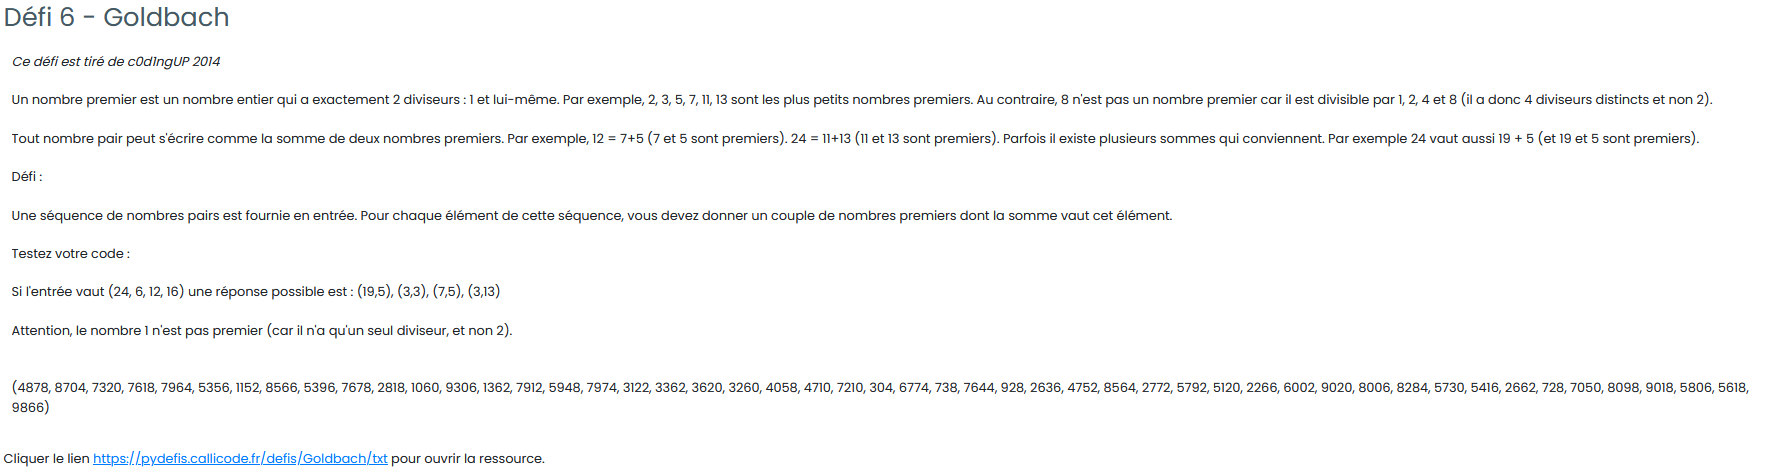 Défi 6 - Goldbach
Ce défi est tiré de c0d1ngUP 2014
Un nombre premier est un nombre entier qui a exactement 2 diviseurs : 1 et lui-même. Par exemple, 2, 3, 5, 7, 11, 13 sont les plus petits nombres premiers. Au contraire, 8 n'est pas un nombre premier car il est divisible par 1, 2, 4 et 8 (il a donc 4 diviseurs distincts et non 2).
Tout nombre pair peut s'écrire comme la somme de deux nombres premiers. Par exemple, 12 = 7+5 (7 et 5 sont premiers). 24 = 11+13 (11 et 13 sont premiers). Parfois il existe plusieurs sommes qui conviennent. Par exemple 24 vaut aussi 19 + 5 (et 19 et 5 sont premiers).
Défi :
Une séquence de nombres pairs est fournie en entrée. Pour chaque élément de cette séquence, vous devez donner un couple de nombres premiers dont la somme vaut cet élément.
Testez votre code :
Si l'entrée vaut (24, 6, 12, 16) une réponse possible est : (19,5), (3,3), (7,5), (3,13)
Attention, le nombre 1 n'est pas premier (car il n'a qu'un seul diviseur, et non 2).
(4878, 8704, 7320, 7618, 7964, 5356, 1152, 8566, 5396, 7678, 2818, 1060, 9306, 1362, 7912, 5948, 7974, 3122, 3362, 3620, 3260, 4058, 4710, 7210, 304, 6774, 738, 7644, 928, 2636, 4752, 8564, 2772, 5792, 5120, 2266, 6002, 9020, 8006, 8284, 5730, 5416, 2662, 728, 7050, 8098, 9018, 5806, 5618,
9866)
Cliquer le lien https://pydefis.callicode.fr/defis/Goldbach/txt pour ouvrir la ressource.